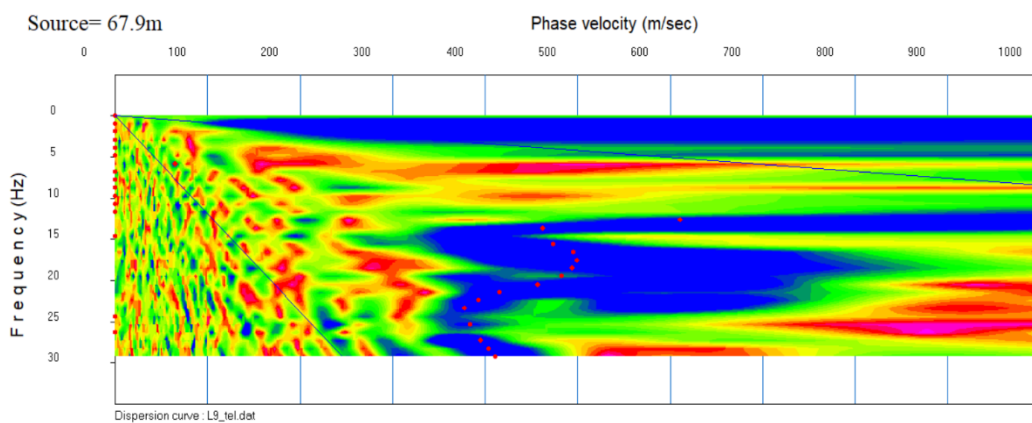 Source= 67.9m
Phase velocity (m/sec)
0 100 200 300 400 500 600 700 800 900 1000
Frequency (Hz)
0
5
10
15
20
25
30
Dispersion curve : L9_tel.dat